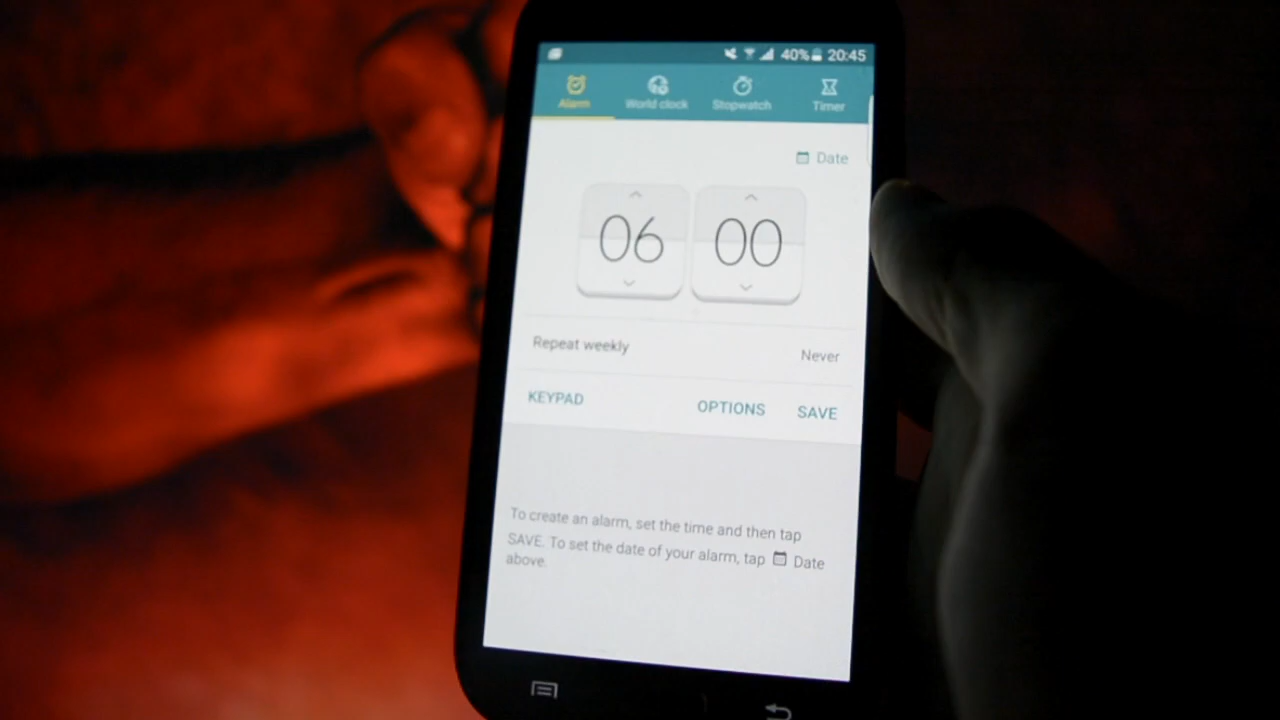 40% 20:45
Alarm World clock Stopwatch Timer
Date
06 00
Repeat weekly Never
KEYPAD OPTIONS SAVE
To create an alarm, set the time and then tap
SAVE. To set the date of your alarm, tap Date
above.